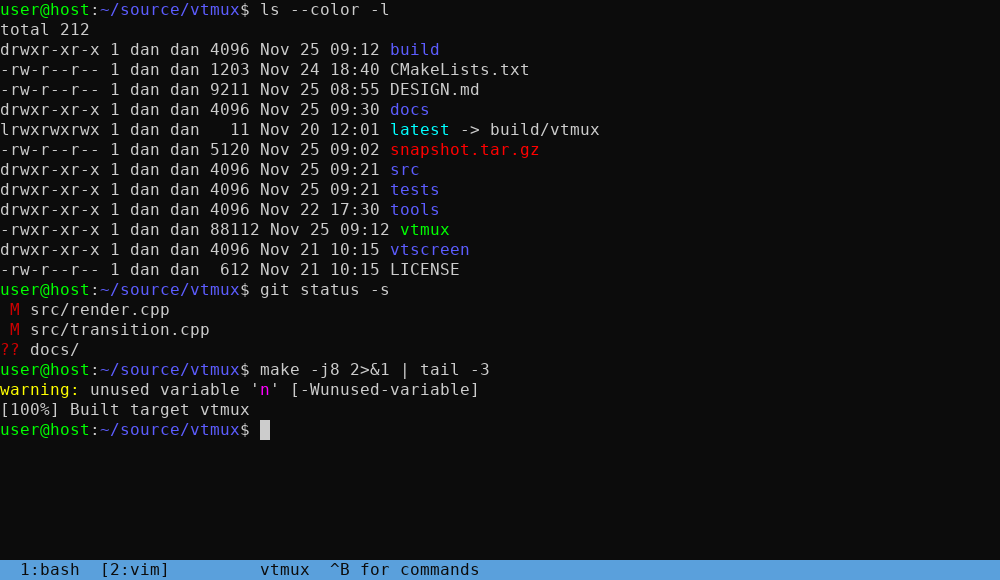 user@host:~/source/vtmux$ ls --color -l
total 212
drwxr-xr-x 1 dan dan 4096 Nov 25 09:12 build
-rw-r--r-- 1 dan dan 1203 Nov 24 18:40 CMakeLists.txt
-rw-r--r-- 1 dan dan 9211 Nov 25 08:55 DESIGN.md
drwxr-xr-x 1 dan dan 4096 Nov 25 09:30 docs
lrwxrwxrwx 1 dan dan   11 Nov 20 12:01 latest -> build/vtmux
-rw-r--r-- 1 dan dan 5120 Nov 25 09:02 snapshot.tar.gz
drwxr-xr-x 1 dan dan 4096 Nov 25 09:21 src
drwxr-xr-x 1 dan dan 4096 Nov 25 09:21 tests
drwxr-xr-x 1 dan dan 4096 Nov 22 17:30 tools
-rwxr-xr-x 1 dan dan 88112 Nov 25 09:12 vtmux
drwxr-xr-x 1 dan dan 4096 Nov 21 10:15 vtscreen
-rw-r--r-- 1 dan dan  612 Nov 21 10:15 LICENSE
user@host:~/source/vtmux$ git status -s
 M src/render.cpp
 M src/transition.cpp
?? docs/
user@host:~/source/vtmux$ make -j8 2>&1 | tail -3
warning: unused variable 'n' [-Wunused-variable]
[100%] Built target vtmux
user@host:~/source/vtmux$
  1:bash  [2:vim]         vtmux  ^B for commands